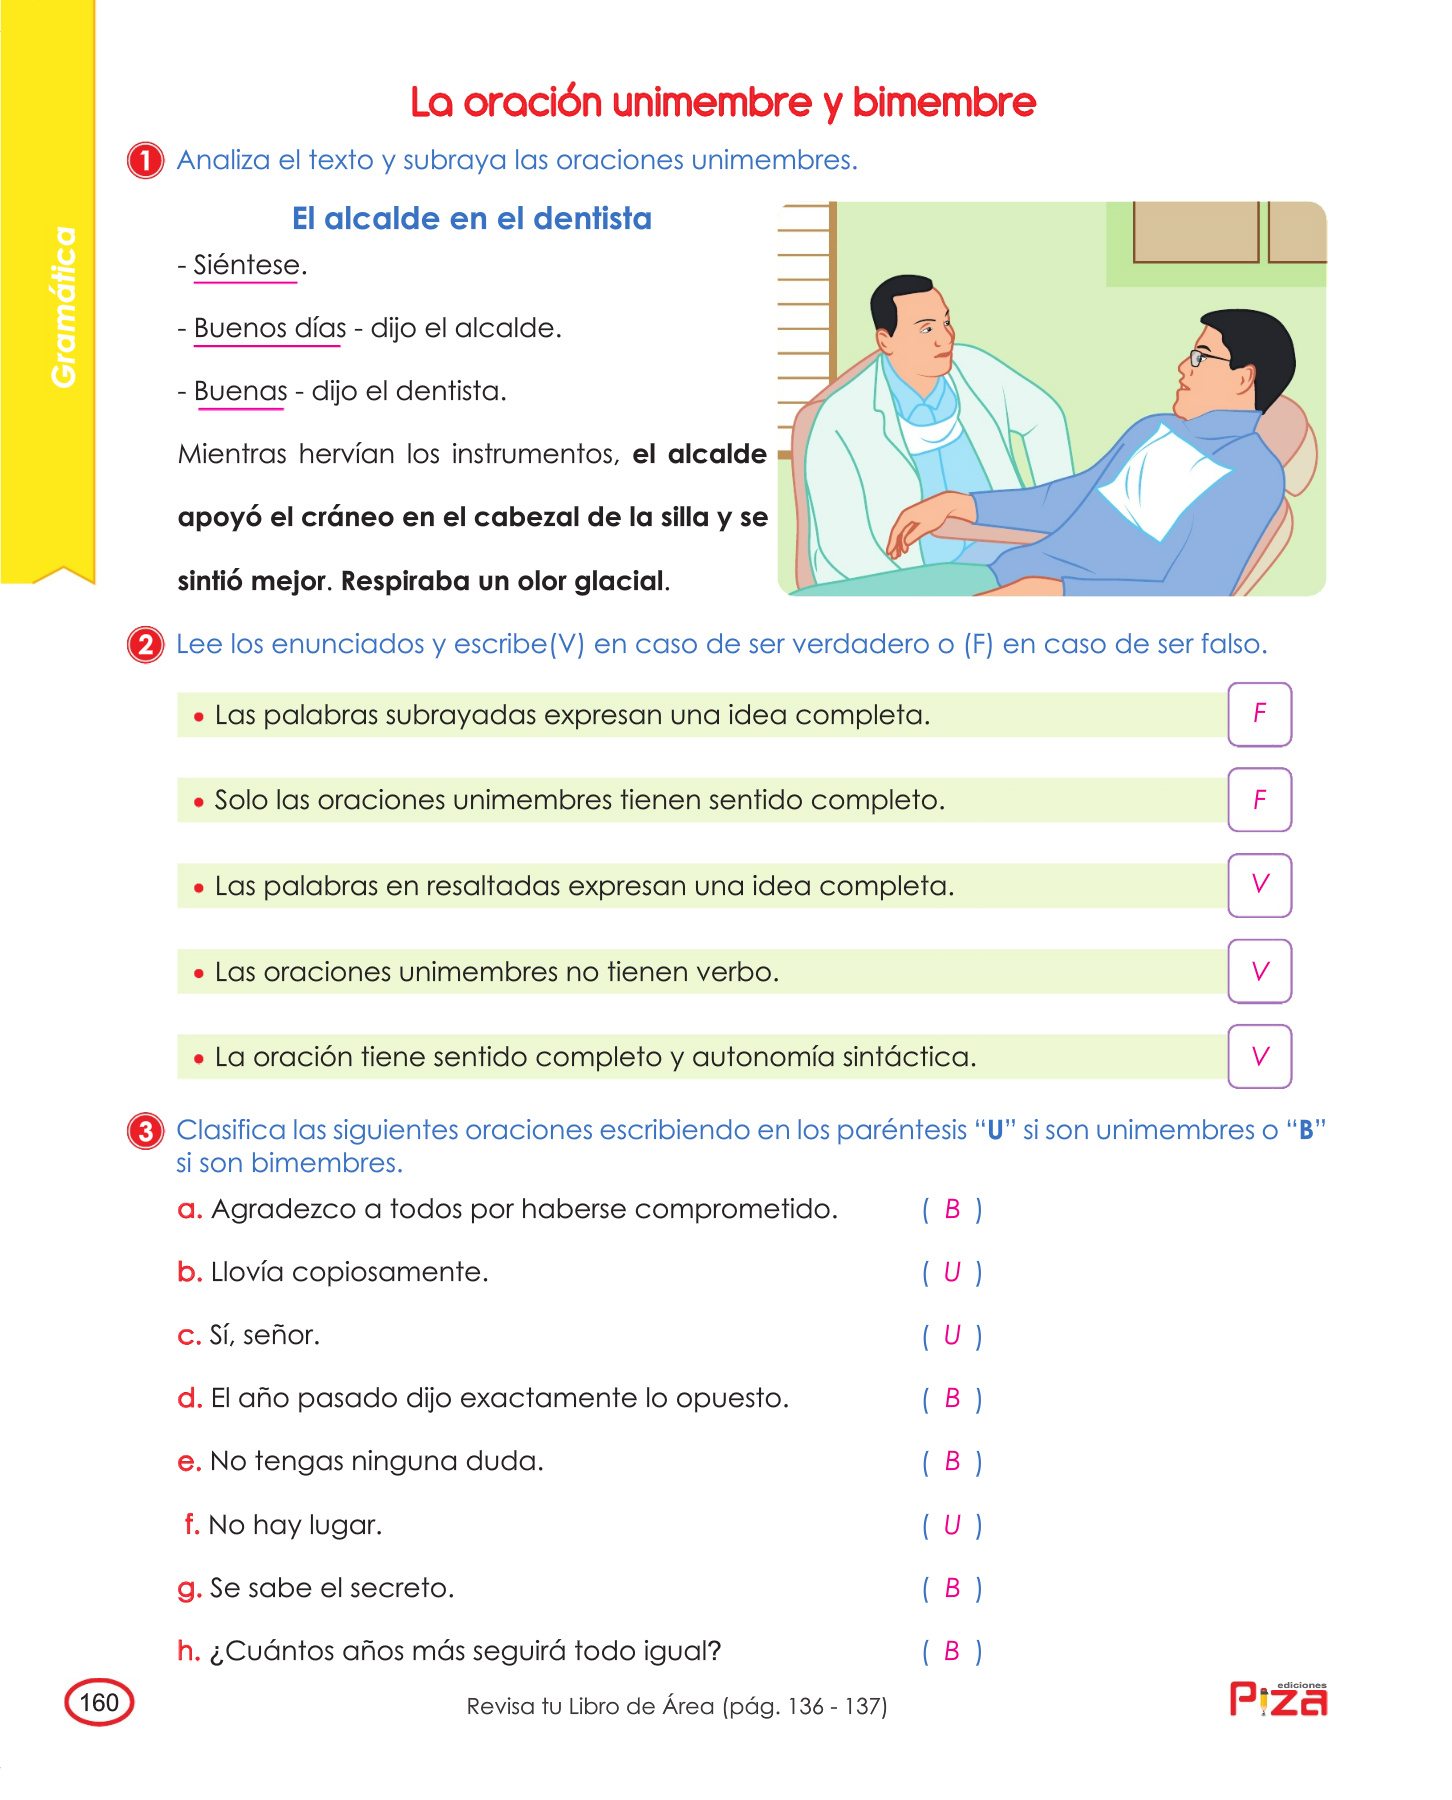 Gramática
La oración unimembre y bimembre
1 Analiza el texto y subraya las oraciones unimembres.
El alcalde en el dentista
- Siéntese.
- Buenos días - dijo el alcalde.
- Buenas - dijo el dentista.
Mientras hervían los instrumentos, el alcalde
apoyó el cráneo en el cabezal de la silla y se
sintió mejor. Respiraba un olor glacial.
2 Lee los enunciados y escribe(V) en caso de ser verdadero o (F) en caso de ser falso.
• Las palabras subrayadas expresan una idea completa. F
• Solo las oraciones unimembres tienen sentido completo. F
• Las palabras en resaltadas expresan una idea completa. V
• Las oraciones unimembres no tienen verbo. V
• La oración tiene sentido completo y autonomía sintáctica. V
3 Clasifica las siguientes oraciones escribiendo en los paréntesis “U” si son unimembres o “B”
si son bimembres.
a. Agradezco a todos por haberse comprometido. ( B )
b. Llovía copiosamente. ( U )
c. Sí, señor. ( U )
d. El año pasado dijo exactamente lo opuesto. ( B )
e. No tengas ninguna duda. ( B )
f. No hay lugar. ( U )
g. Se sabe el secreto. ( B )
h. ¿Cuántos años más seguirá todo igual? ( B )
160
Revisa tu Libro de Área (pág. 136 - 137)
ediciones
Piza